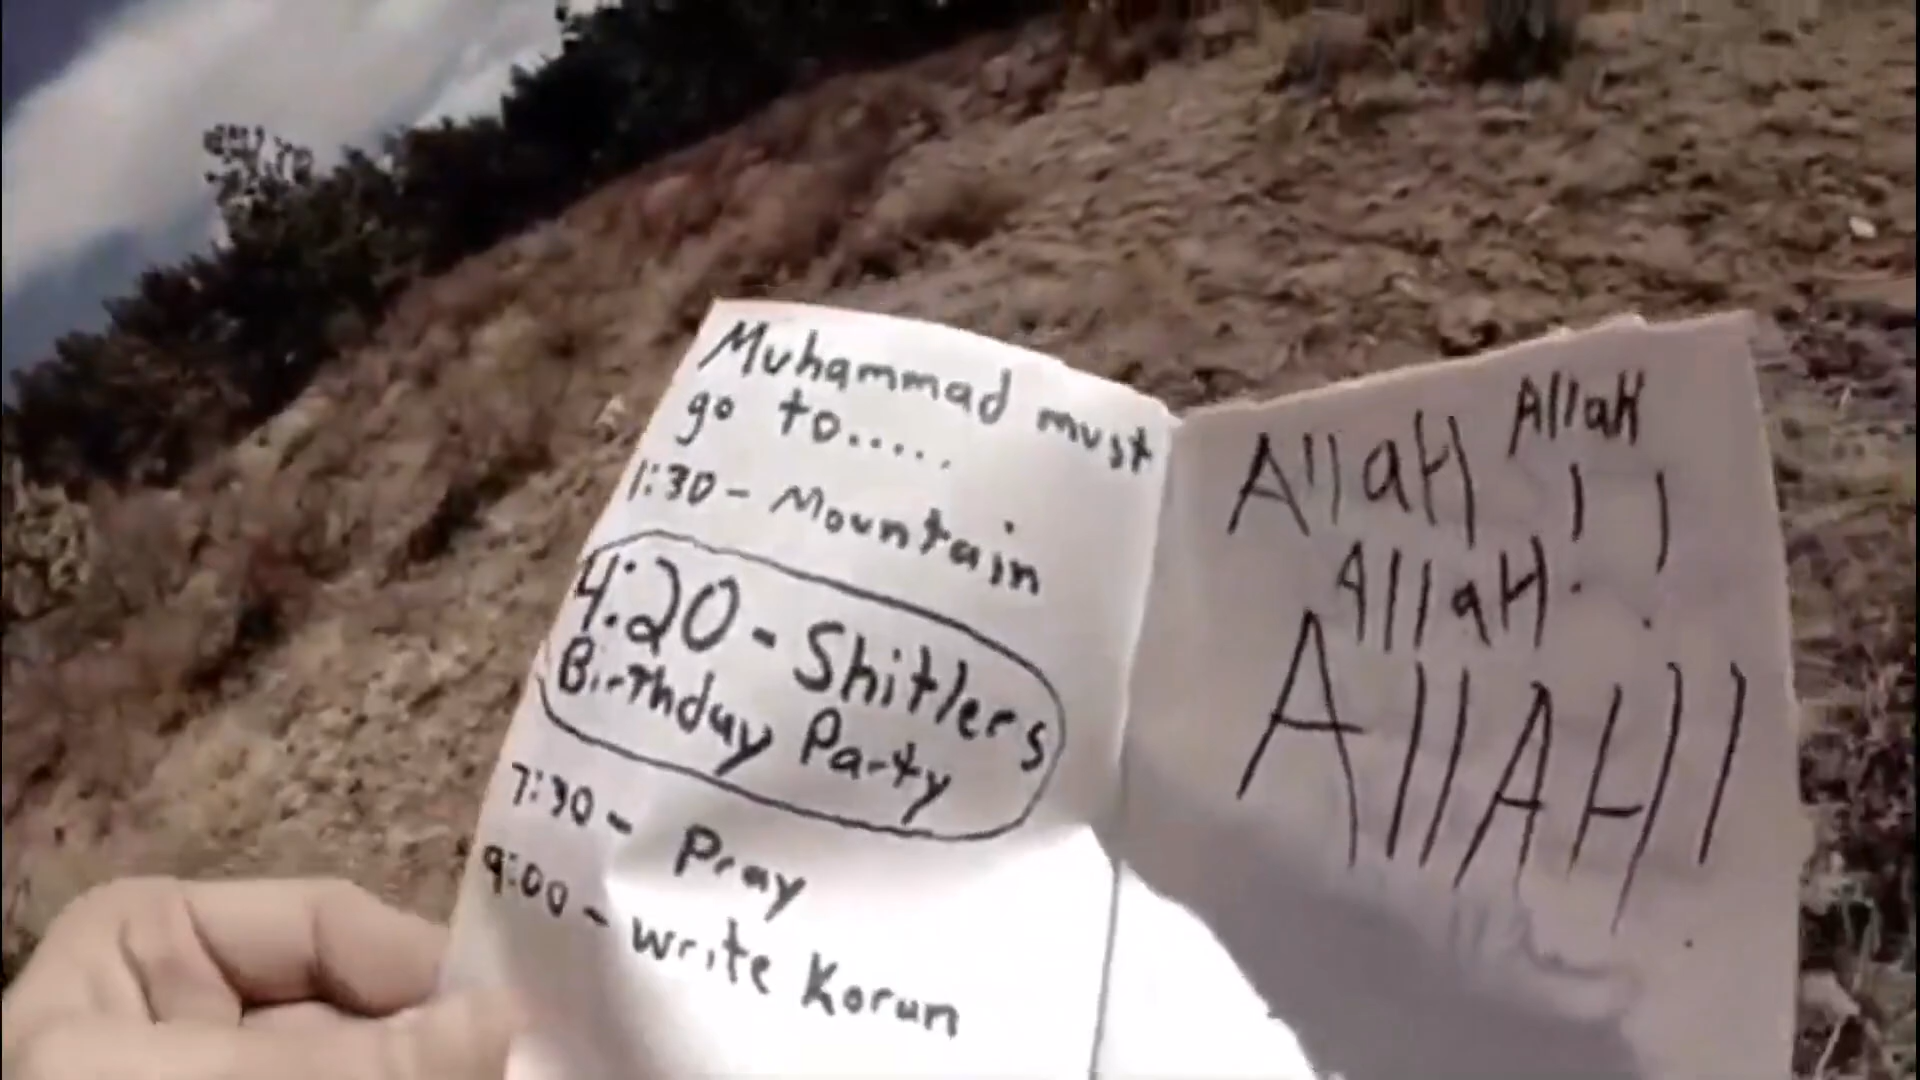 Muhammad must
go to.....
1:30 - Mountain
4:20 - Shitlers
Birthday Party
7:30 - Pray
9:00 - write Korun
AllaH AllaH
! !
AllaH
AllAH!